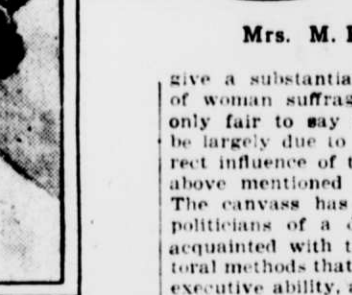 Mrs. M.
give a substantia
of woman suffrag
only fair to say
be largely due to
rect influence of t
above mentioned
The canvass has
politicians of a c
acquainted with t
toral methods that
executive ability, a